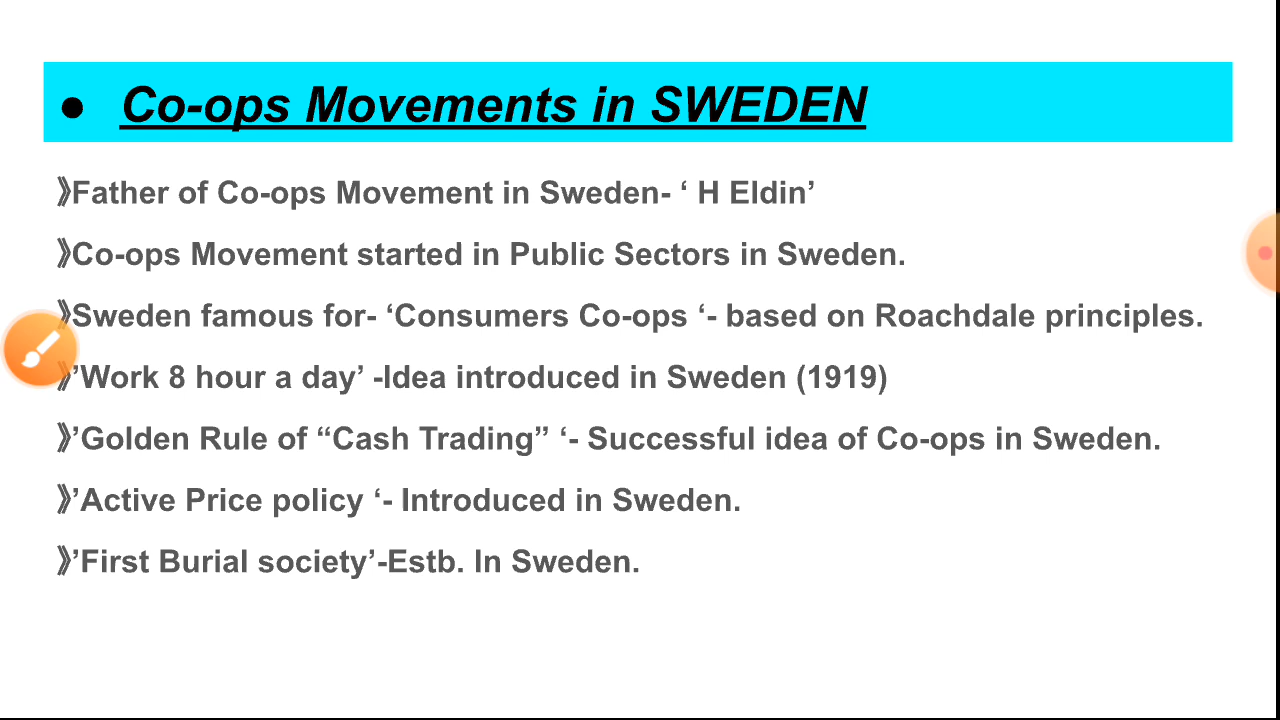 ● Co-ops Movements in SWEDEN
》Father of Co-ops Movement in Sweden- ‘ H Eldin’
》Co-ops Movement started in Public Sectors in Sweden.
》Sweden famous for- ‘Consumers Co-ops ‘- based on Roachdale principles.
》’Work 8 hour a day’ -Idea introduced in Sweden (1919)
》’Golden Rule of “Cash Trading” ‘- Successful idea of Co-ops in Sweden.
》’Active Price policy ‘- Introduced in Sweden.
》’First Burial society’-Estb. In Sweden.